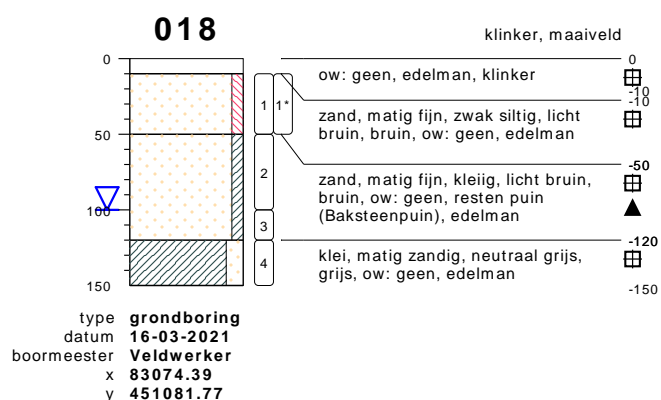 018
klinker, maaiveld
0
0
ow: geen, edelman, klinker
-10
-10
1
1*
zand, matig fijn, zwak siltig, licht
bruin, bruin, ow: geen, edelman
50
-50
2
zand, matig fijn, kleiig, licht bruin,
bruin, ow: geen, resten puin
(Baksteenpuin), edelman
100
3
-120
4
klei, matig zandig, neutraal grijs,
grijs, ow: geen, edelman
150
-150
type grondboring
datum 16-03-2021
boormeester Veldwerker
x 83074.39
y 451081.77